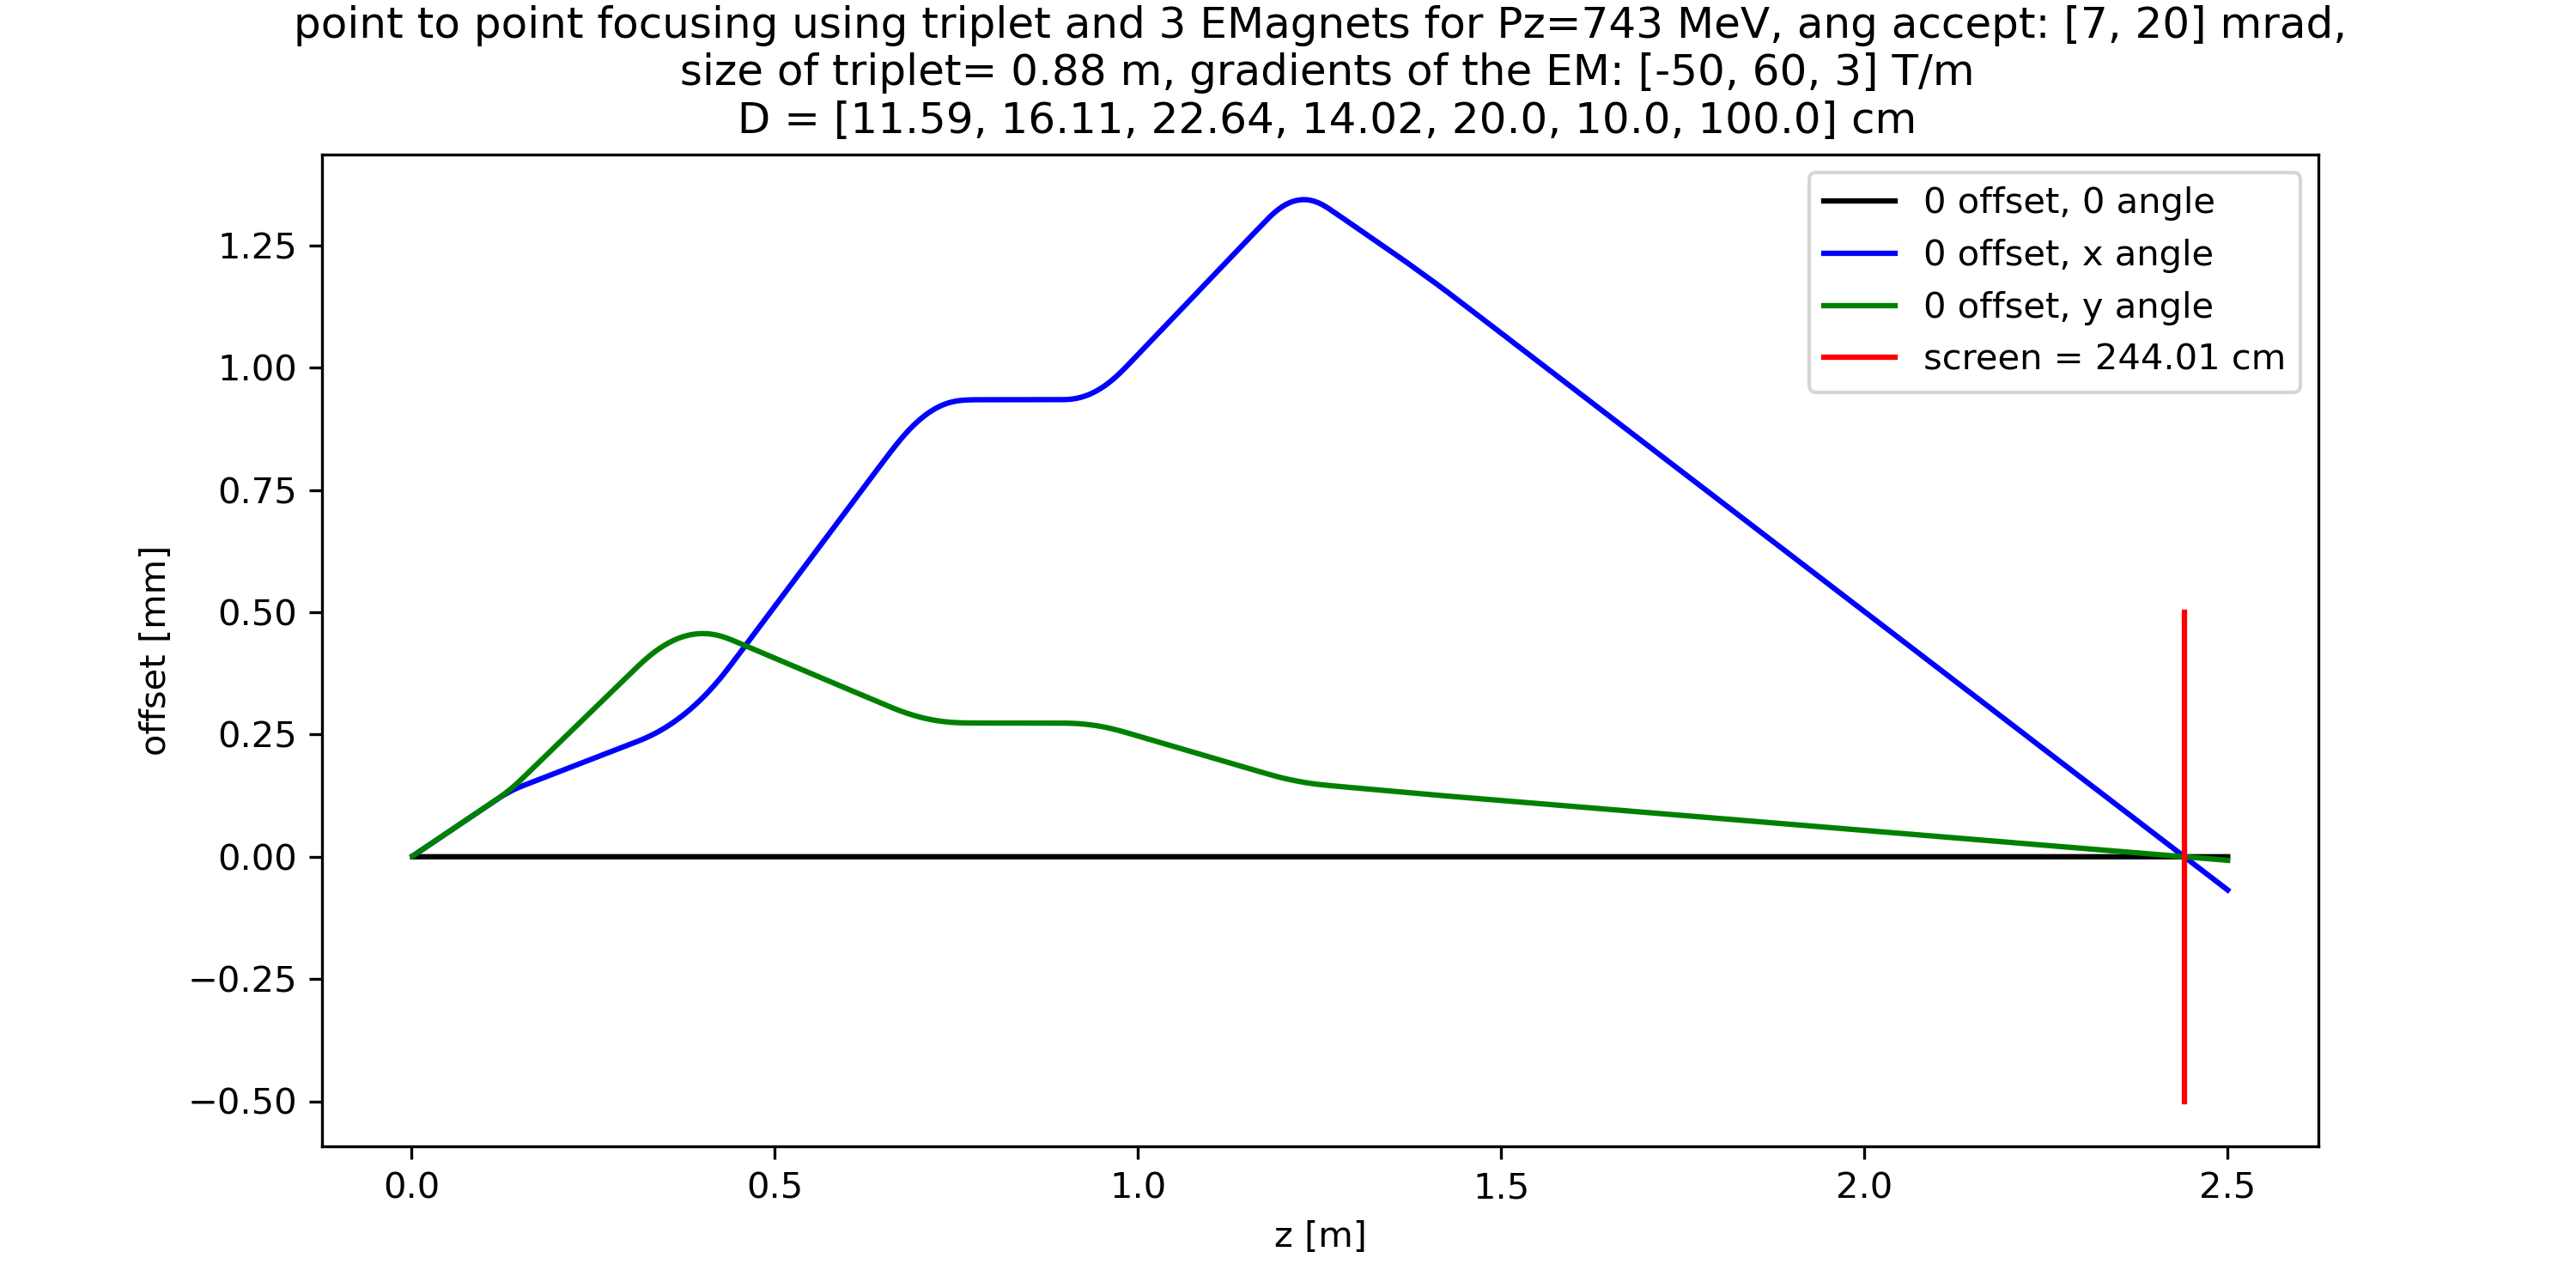 point to point focusing using triplet and 3 EMagnets for Pz=743 MeV, ang accept: [7, 20] mrad,
size of triplet= 0.88 m, gradients of the EM: [-50, 60, 3] T/m
D = [11.59, 16.11, 22.64, 14.02, 20.0, 10.0, 100.0] cm
0 offset, 0 angle
0 offset, x angle
0 offset, y angle
screen = 244.01 cm
1.25
1.00
0.75
0.50
0.25
0.00
−0.25
−0.50
offset [mm]
0.0 0.5 1.0 1.5 2.0 2.5
z [m]